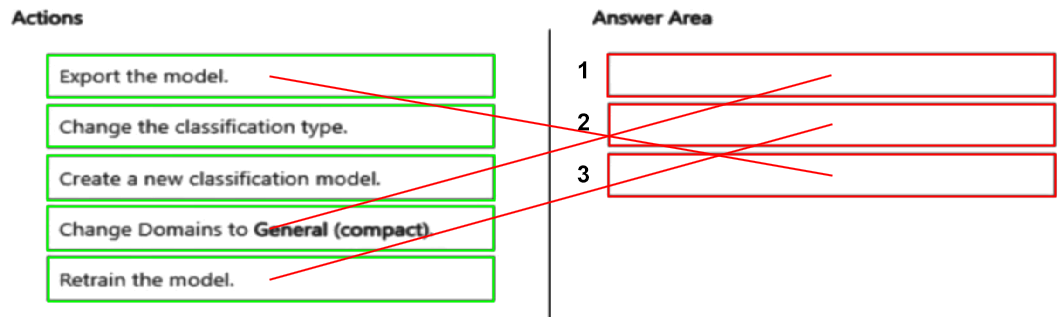 Actions
Answer Area
Export the model.
1
Change the classification type.
2
Create a new classification model.
3
Change Domains to General (compact).
Retrain the model.